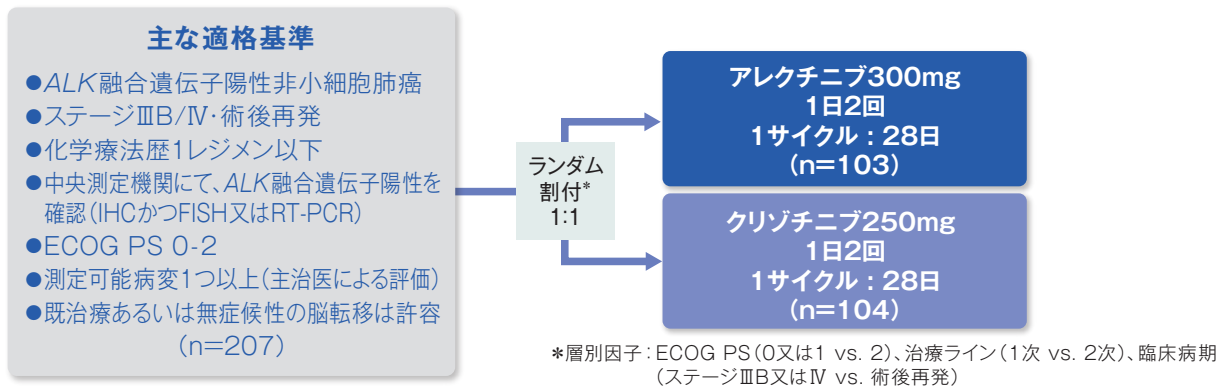 主な適格基準
●ALK融合遺伝子陽性非小細胞肺癌
●ステージⅢB/Ⅳ・術後再発
●化学療法歴1レジメン以下
●中央測定機関にて、ALK融合遺伝子陽性を
確認(IHCかつFISH又はRT-PCR)
●ECOG PS 0-2
●測定可能病変1つ以上(主治医による評価)
●既治療あるいは無症候性の脳転移は許容
(n=207)
ランダム
割付*
1:1
アレクチニブ300mg
1日2回
1サイクル：28日
(n=103)
クリゾチニブ250mg
1日2回
1サイクル：28日
(n=104)
*層別因子：ECOG PS(0又は1 vs. 2)、治療ライン(1次 vs. 2次)、臨床病期
(ステージⅢB又はⅣ vs. 術後再発)